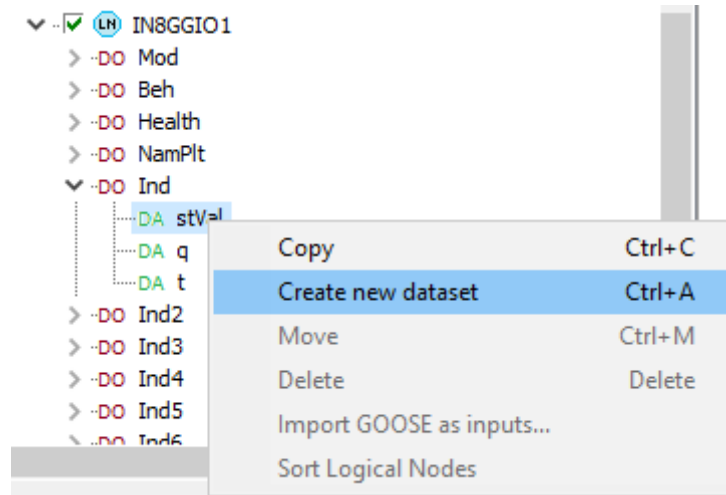 LN IN8GGIO1
DO Mod
DO Beh
DO Health
DO NamPlt
DO Ind
DA stVal
DA q
DA t
Copy Ctrl+C
Create new dataset Ctrl+A
Move Ctrl+M
Delete Delete
Import GOOSE as inputs...
Sort Logical Nodes
DO Ind2
DO Ind3
DO Ind4
DO Ind5
DO Ind6